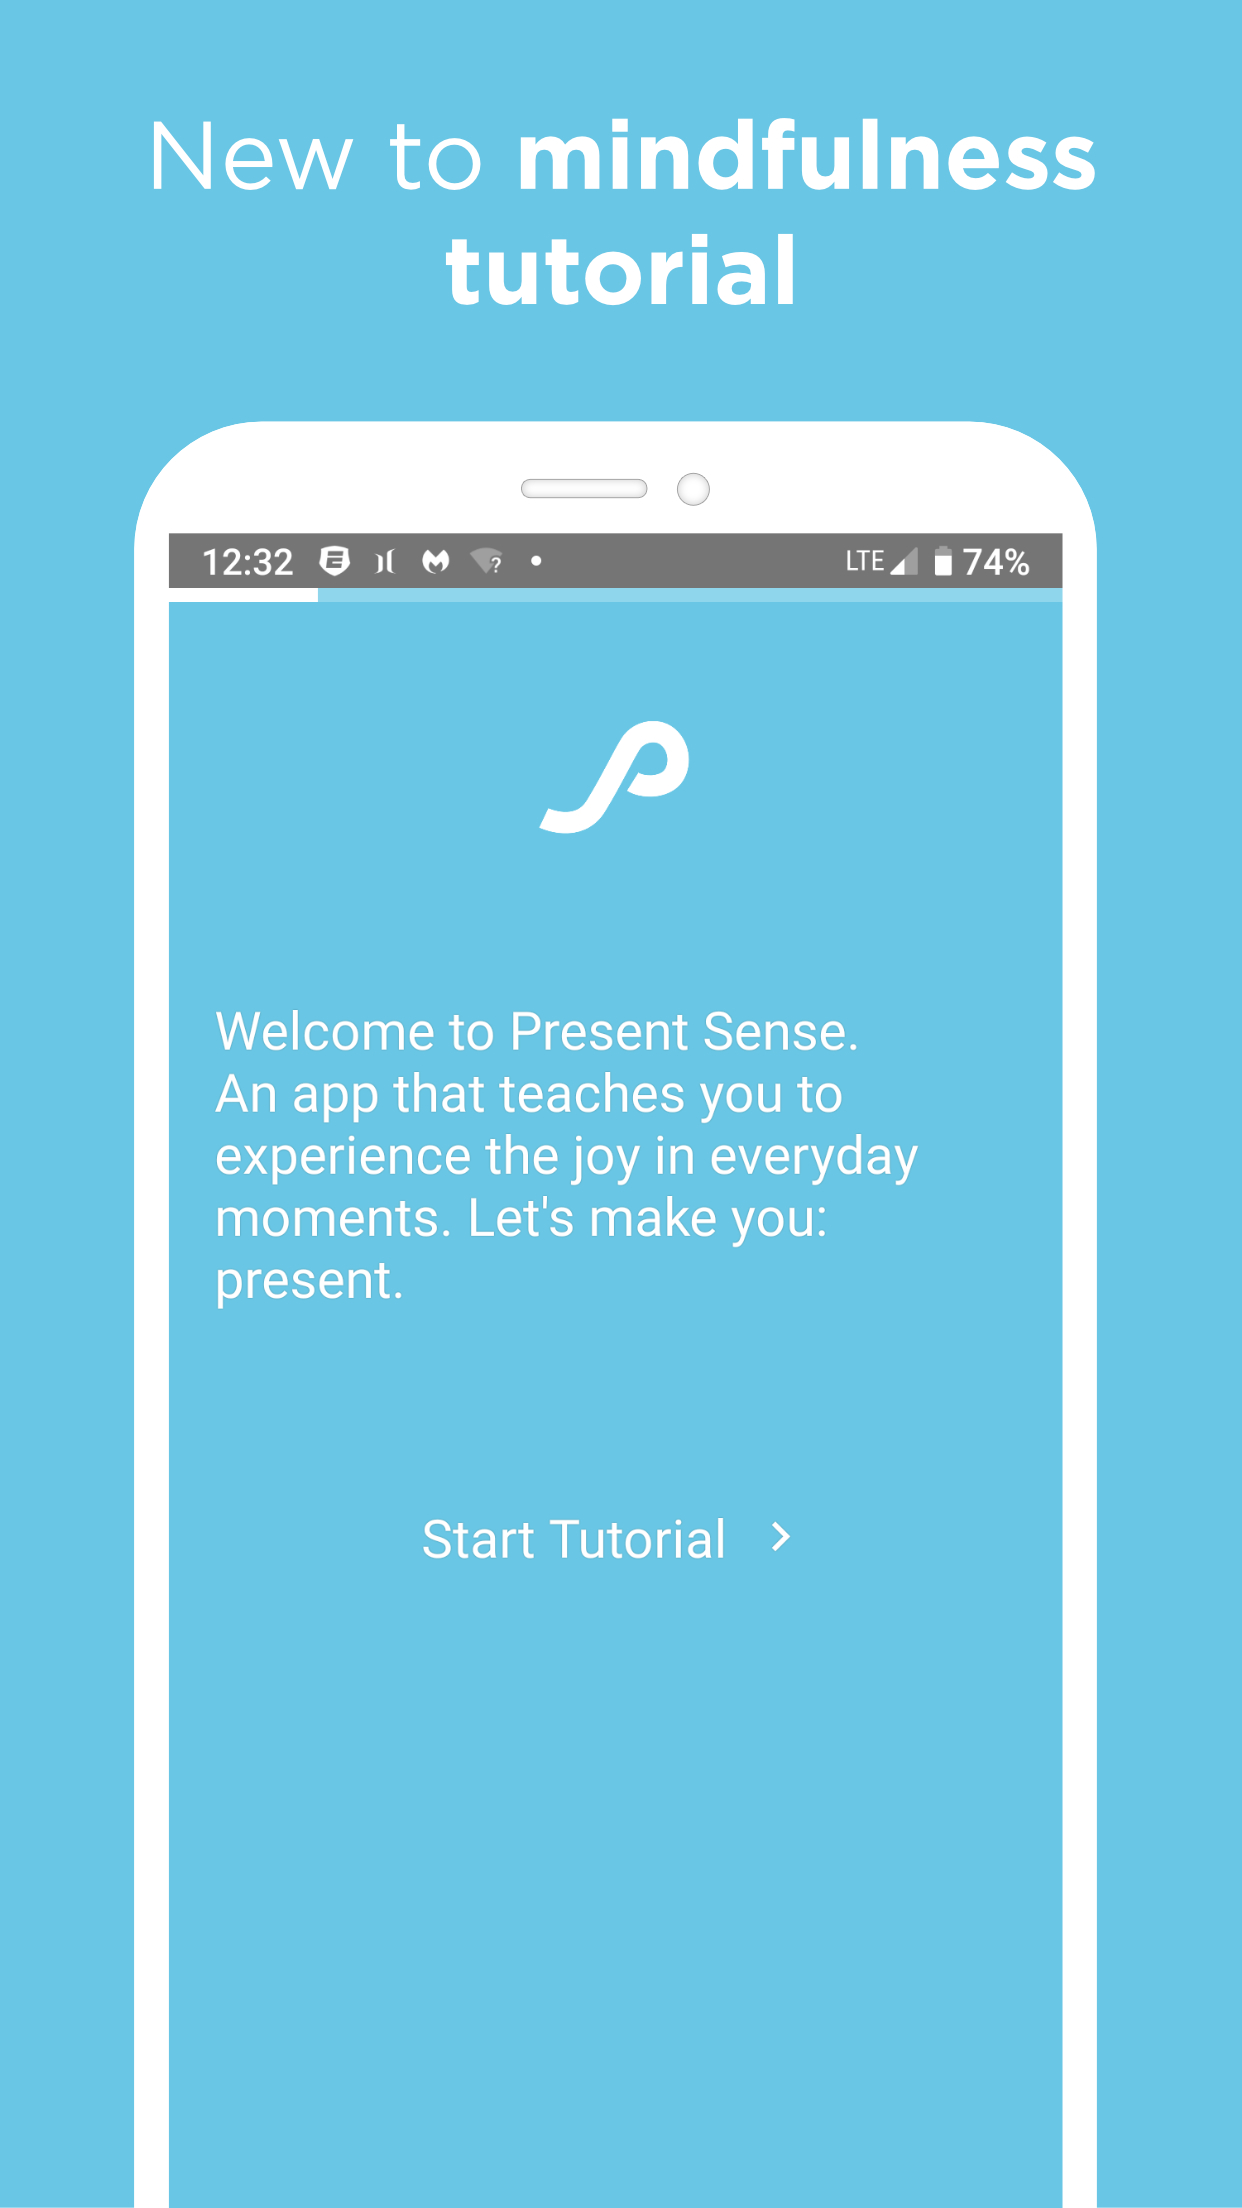 New to mindfulness
tutorial
12:32
LTE 74%
Welcome to Present Sense.
An app that teaches you to
experience the joy in everyday
moments. Let's make you:
present.
Start Tutorial